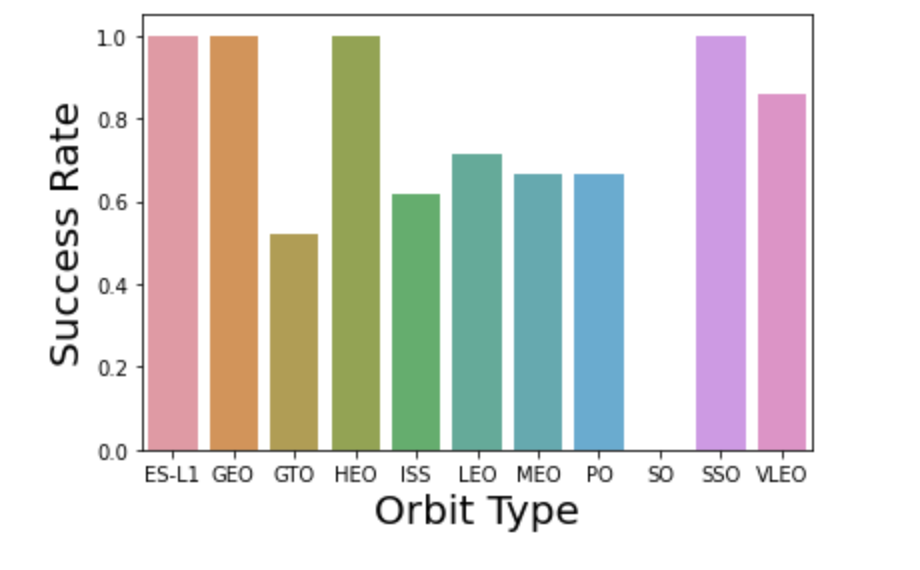 Success Rate
1.0
0.8
0.6
0.4
0.2
0.0
ES-L1 GEO GTO HEO ISS LEO MEO PO SO SSO VLEO
Orbit Type